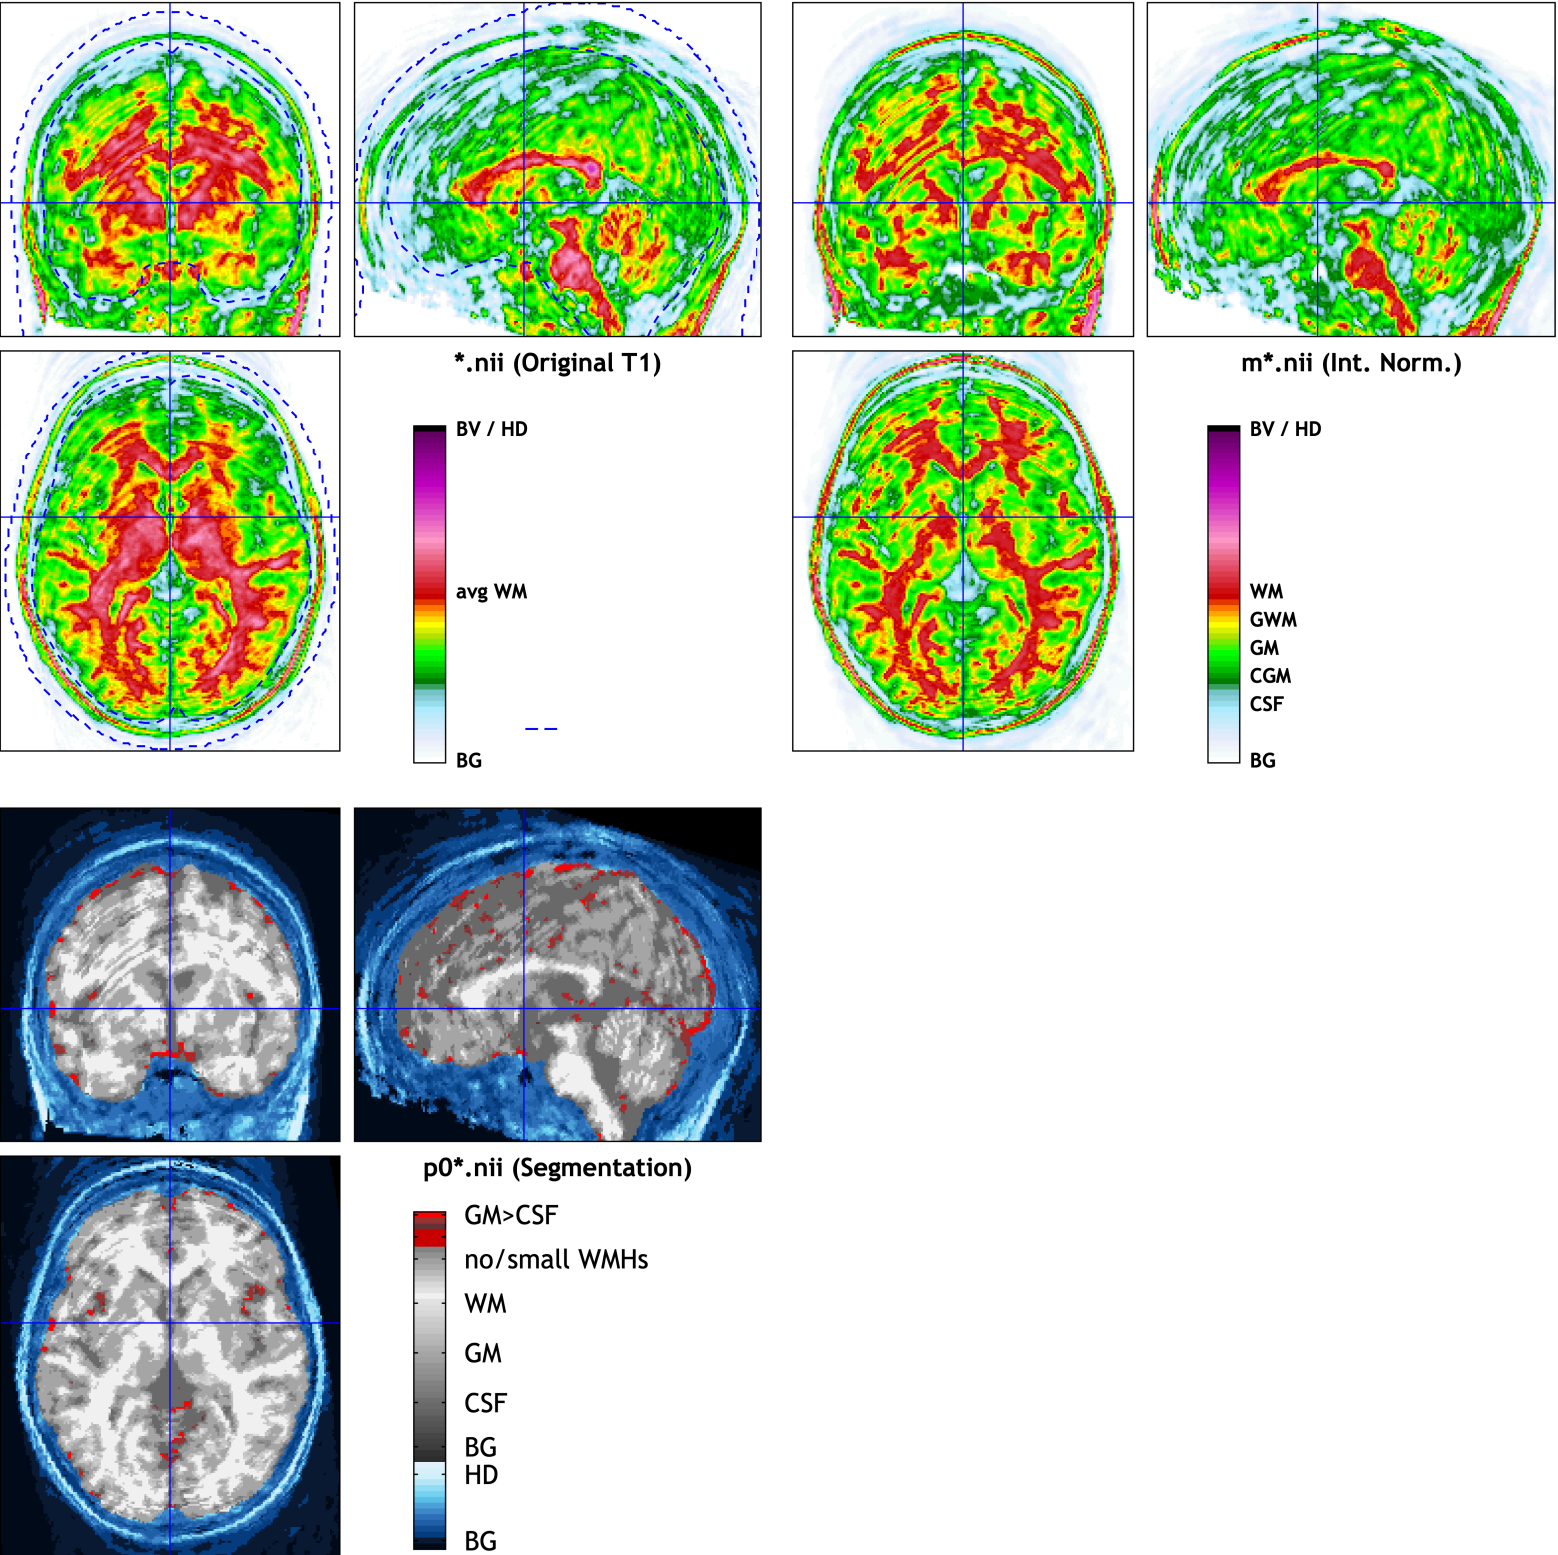 *.nii (Original T1)
BV / HD
avg WM
BG
m*.nii (Int. Norm.)
BV / HD
WM
GWM
GM
CGM
CSF
BG
p0*.nii (Segmentation)
GM>CSF
no/small WMHs
WM
GM
CSF
BG
HD
BG